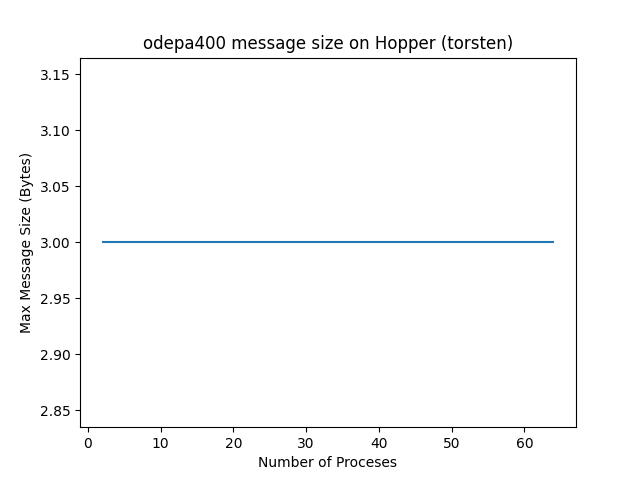 odepa400 message size on Hopper (torsten)
Max Message Size (Bytes)
3.15
3.10
3.05
3.00
2.95
2.90
2.85
0 10 20 30 40 50 60
Number of Proceses